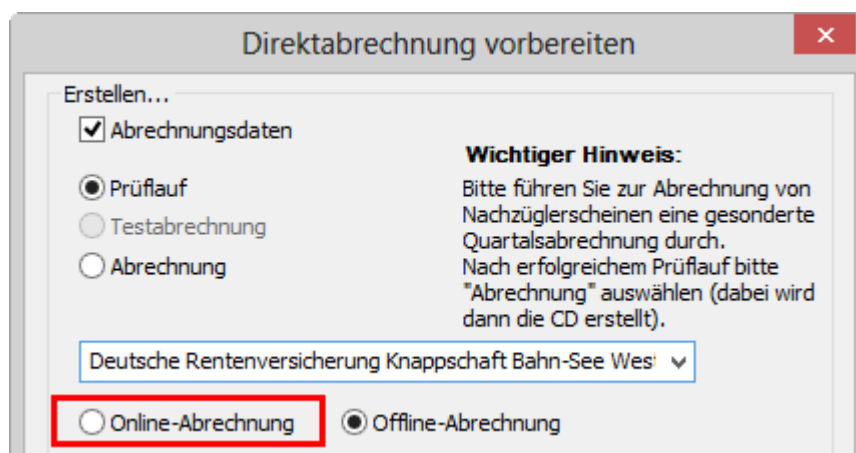 Direktabrechnung vorbereiten
Erstellen...
Abrechnungsdaten
Prüflauf
Testabrechnung
Abrechnung
Wichtiger Hinweis:
Bitte führen Sie zur Abrechnung von
Nachzüglerscheinen eine gesonderte
Quartalsabrechnung durch.
Nach erfolgreichem Prüflauf bitte
"Abrechnung" auswählen (dabei wird
dann die CD erstellt).
Deutsche Rentenversicherung Knappschaft Bahn-See Wes
Online-Abrechnung Offline-Abrechnung